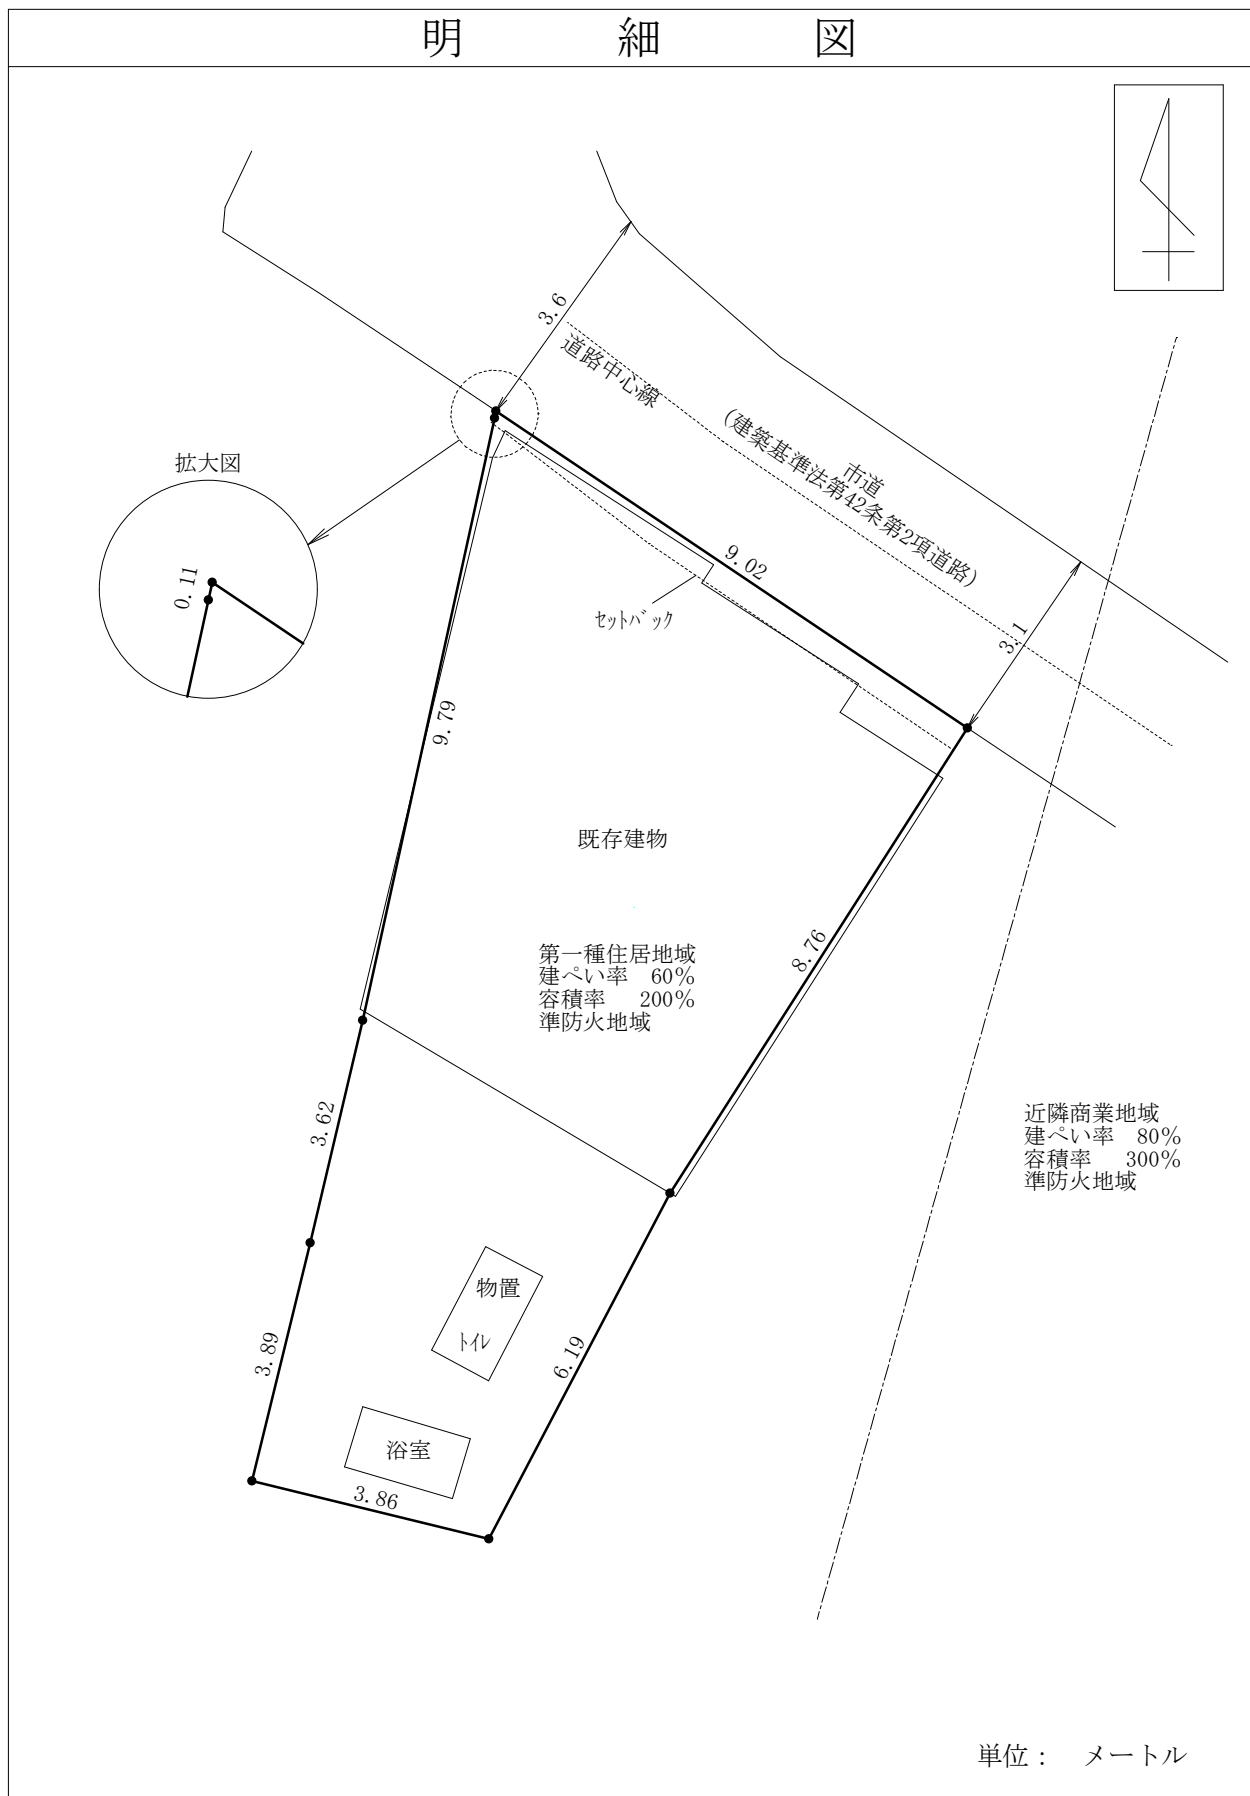 明細図
3.6
道路中心線
市道
(建築基準法第42条第2項道路)
拡大図
0.11
9.02
セットバック
3.1
9.79
既存建物
8.76
第一種住居地域
建ぺい率 60%
容積率 200%
準防火地域
近隣商業地域
建ぺい率 80%
容積率 300%
準防火地域
3.62
物置
トイレ
3.89
6.19
浴室
3.86
単位： メートル